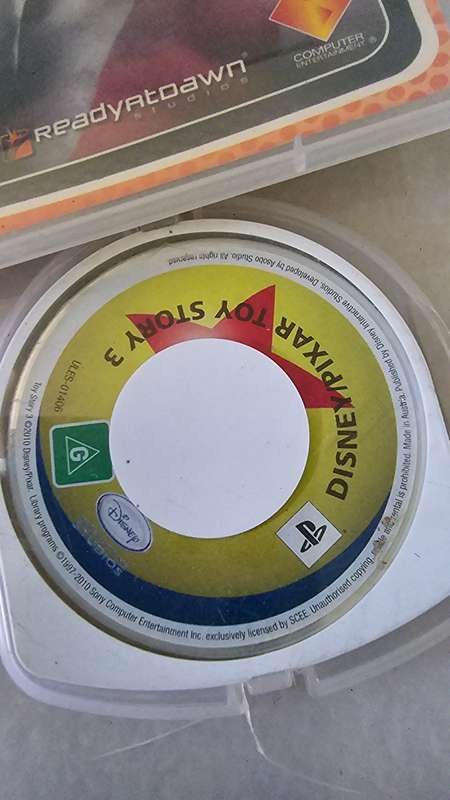 COMPUTER
ENTERTAINMENT®
READYATDAWN®
studios
DISNEY/PIXAR TOY STORY 3
ULES-01406
G
Disney
Toy Story 3 ©2010 Disney/Pixar. Library programs ©1997-2010 Sony Computer Entertainment Inc. exclusively licensed by SCEE. Unauthorised copying, rental is prohibited. Made in Austria. Published by Disney Interactive Studios. Developed by Asobo Studio. All rights reserved